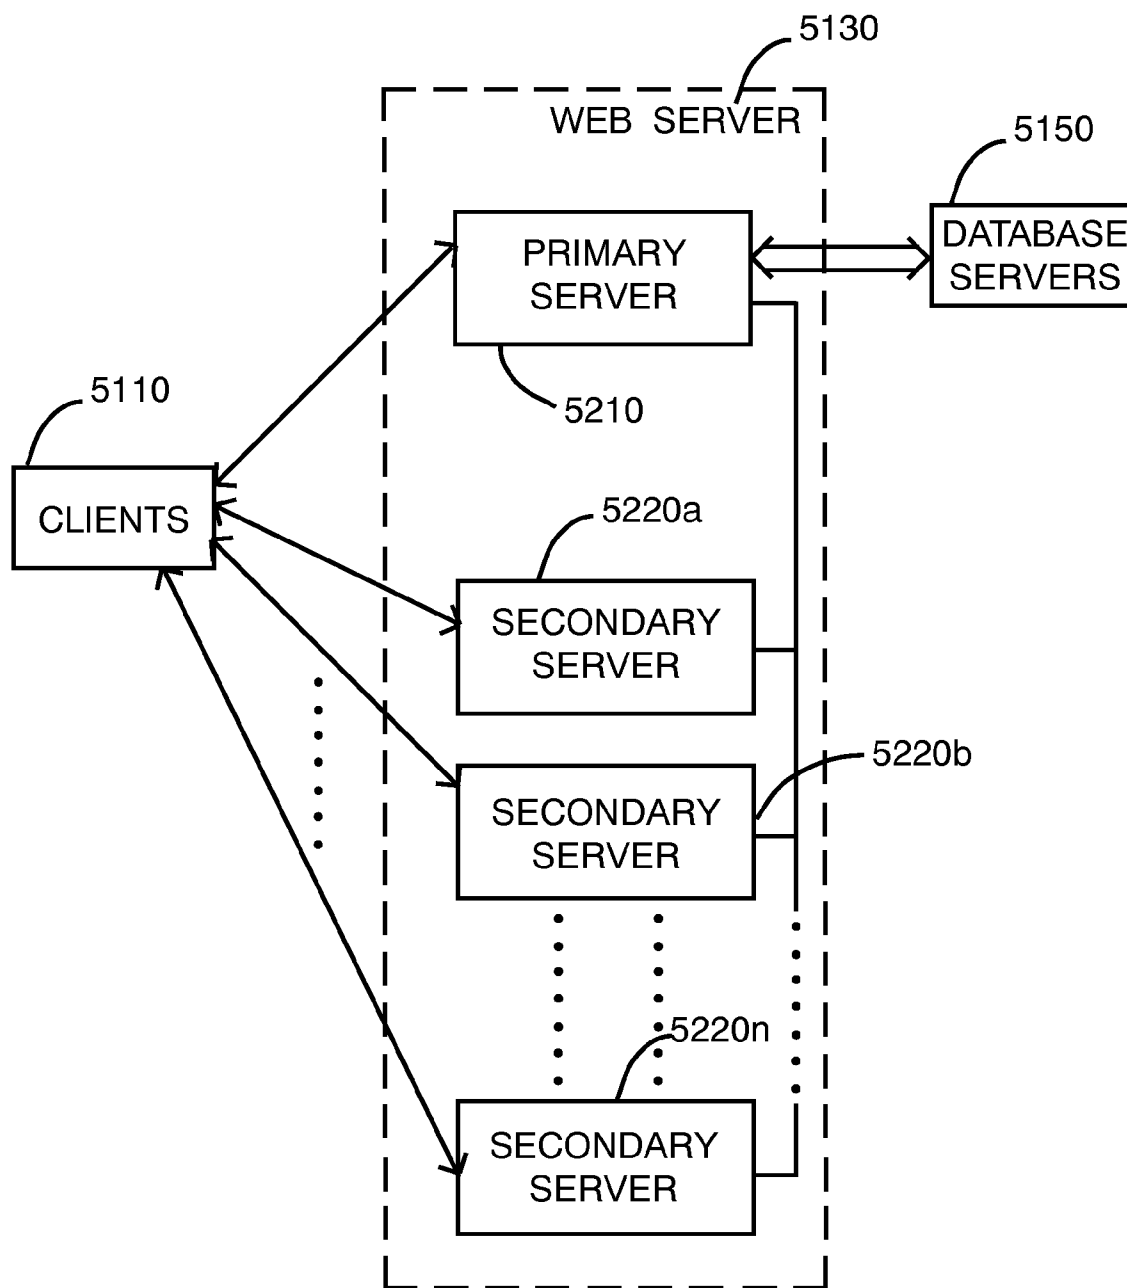 5130
WEB SERVER
5150
PRIMARY
SERVER
DATABASE
SERVERS
5110
5210
CLIENTS
5220a
SECONDARY
SERVER
5220b
SECONDARY
SERVER
5220n
SECONDARY
SERVER